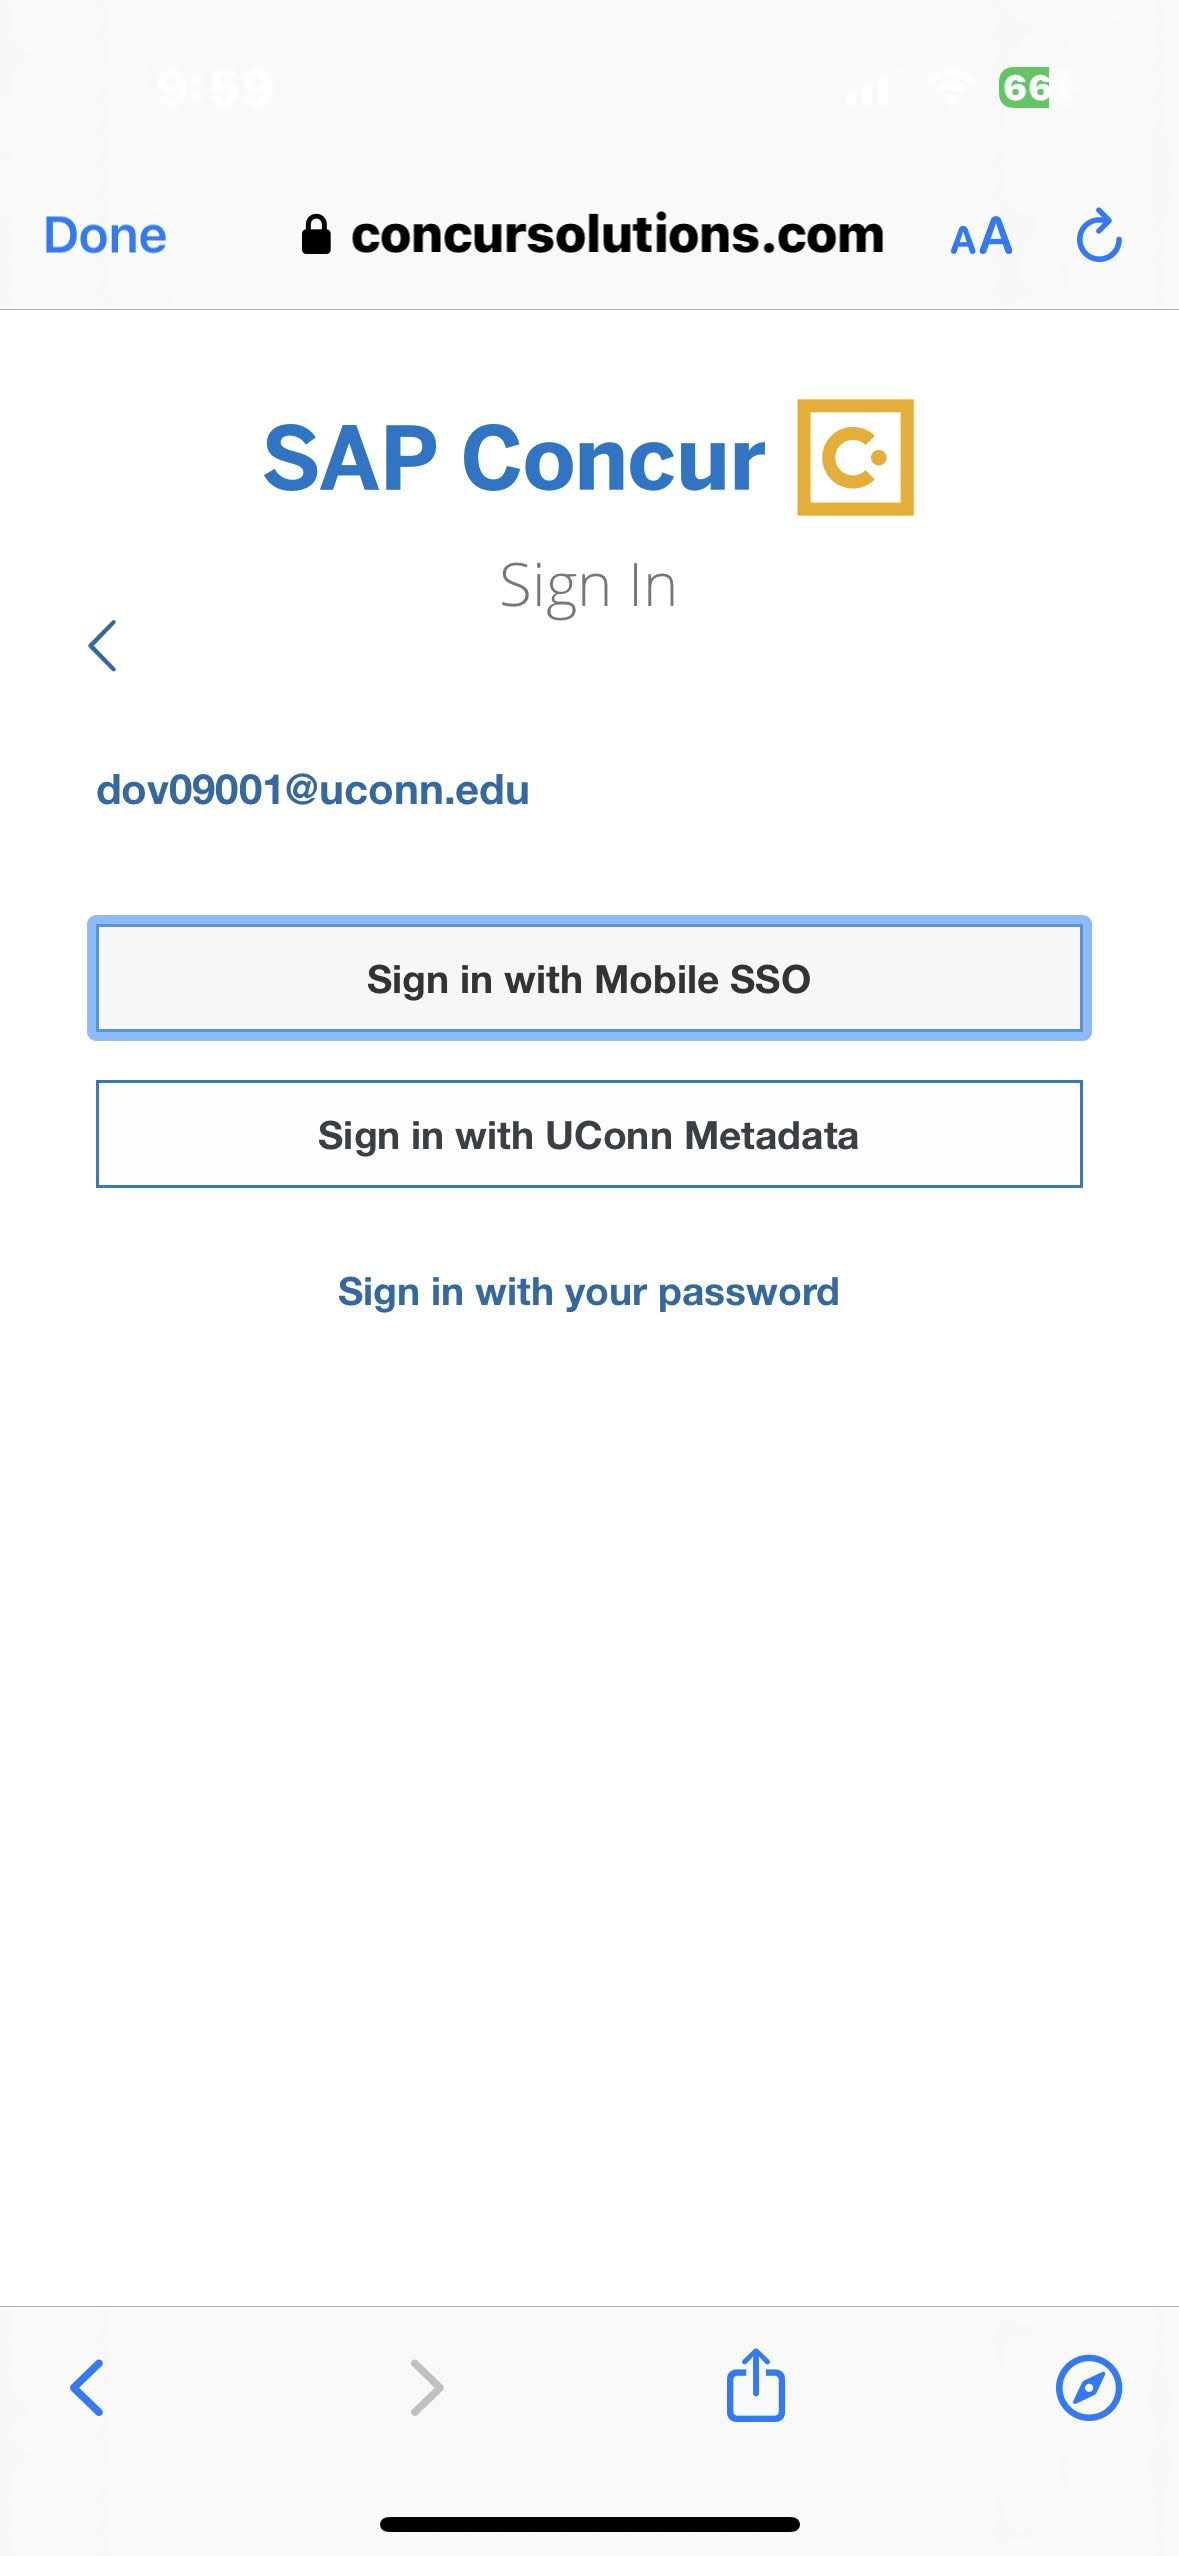 9:59
66
Done
concursolutions.com
AA
SAP Concur
C
Sign In
dov09001@uconn.edu
Sign in with Mobile SSO
Sign in with UConn Metadata
Sign in with your password